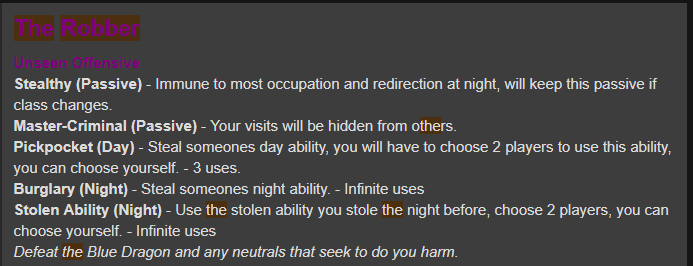 The Robber
Unseen Offensive
Stealthy (Passive) - Immune to most occupation and redirection at night, will keep this passive if
class changes.
Master-Criminal (Passive) - Your visits will be hidden from others.
Pickpocket (Day) - Steal someones day ability, you will have to choose 2 players to use this ability,
you can choose yourself. - 3 uses.
Burglary (Night) - Steal someones night ability. - Infinite uses
Stolen Ability (Night) - Use the stolen ability you stole the night before, choose 2 players, you can
choose yourself. - Infinite uses
Defeat the Blue Dragon and any neutrals that seek to do you harm.